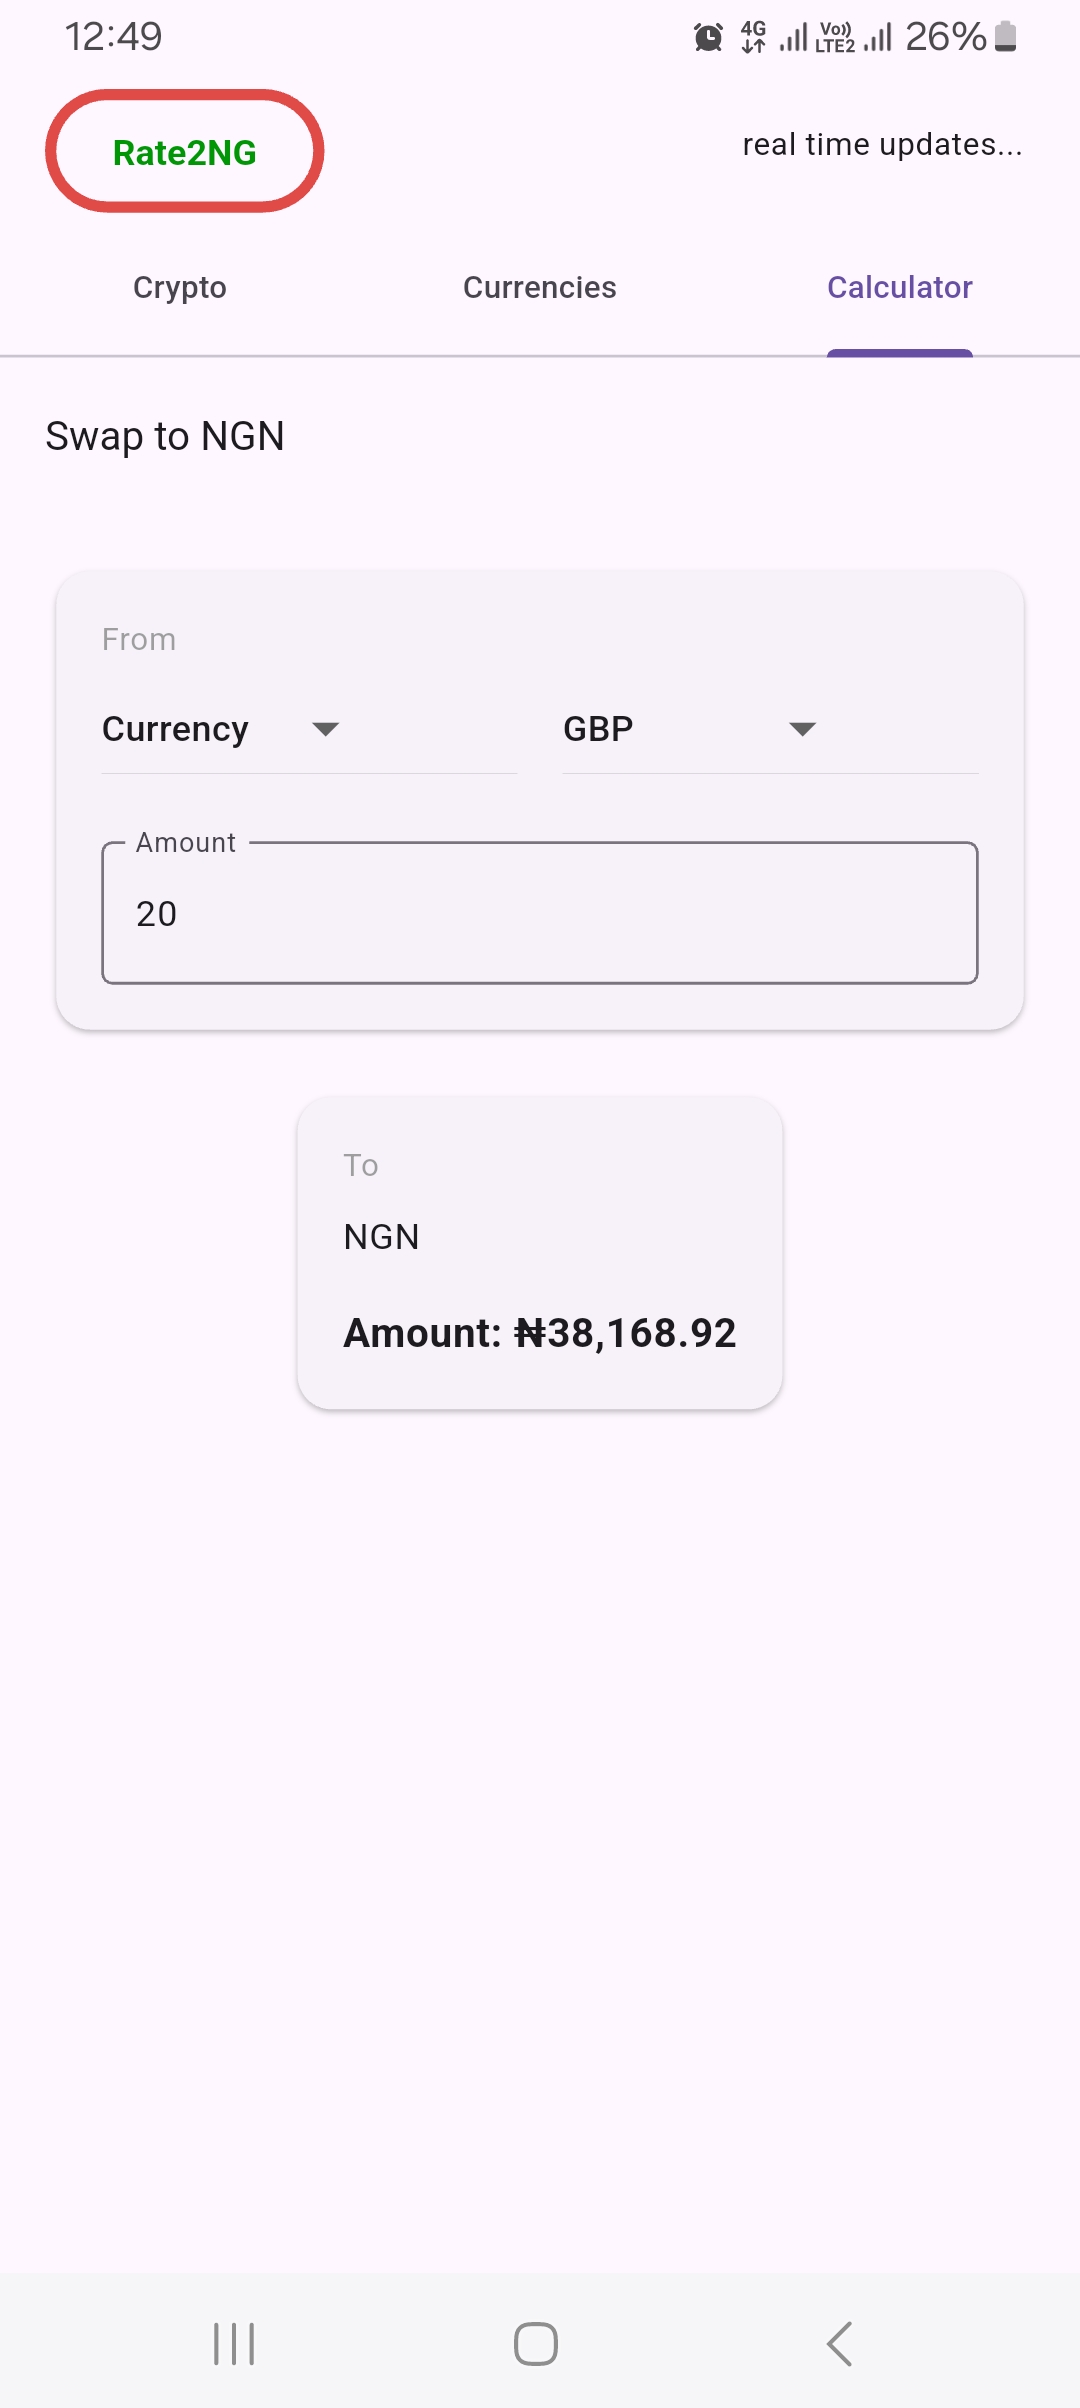 12:49
4G
Vo))
LTE2
26%
Rate2NG
real time updates...
Crypto
Currencies
Calculator
Swap to NGN
From
Currency
GBP
Amount
20
To
NGN
Amount: ₦38,168.92